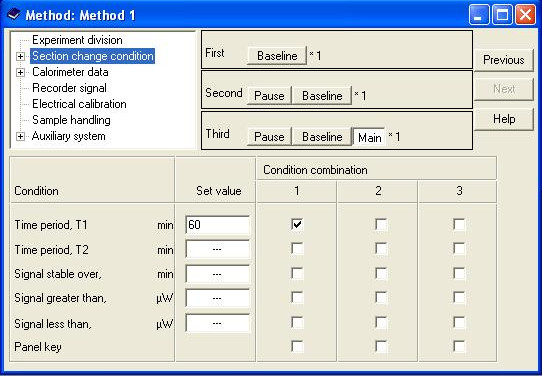 Method: Method 1
Experiment division
Section change condition
Calorimeter data
Recorder signal
Electrical calibration
Sample handling
Auxiliary system
First Baseline * 1
Second Pause Baseline * 1
Third Pause Baseline Main * 1
Previous
Next
Help
Condition combination
Condition Set value 1 2 3
Time period, T1 min 60
Time period, T2 min ---
Signal stable over, min ---
Signal greater than, µW ---
Signal less than, µW ---
Panel key